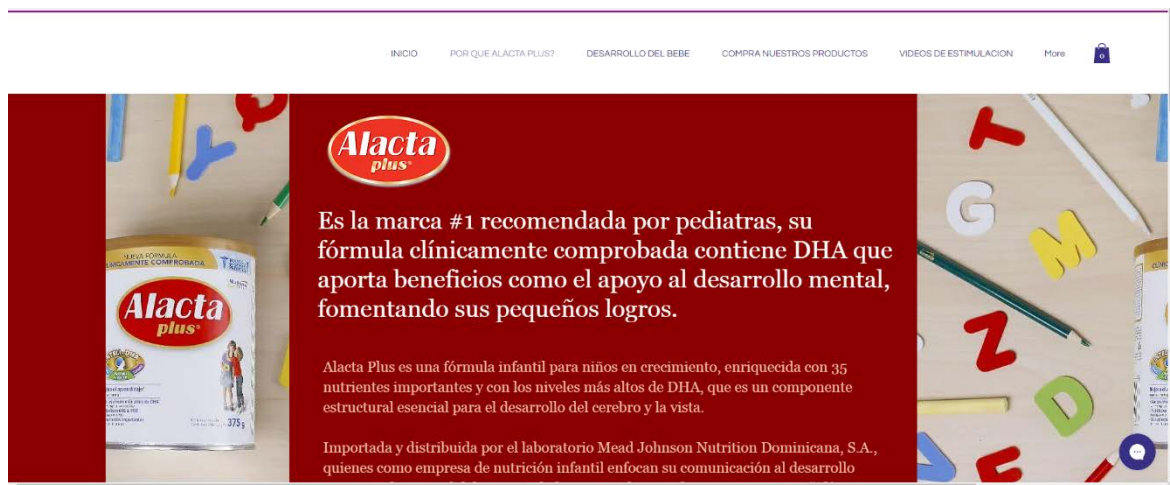 INICIO
POR QUE ALACTA PLUS?
DESARROLLO DEL BEBE
COMPRA NUESTROS PRODUCTOS
VIDEOS DE ESTIMULACION
More
0
Alacta
plus
Es la marca #1 recomendada por pediatras, su
fórmula clínicamente comprobada contiene DHA que
aporta beneficios como el apoyo al desarrollo mental,
fomentando sus pequeños logros.
Alacta Plus es una fórmula infantil para niños en crecimiento, enriquecida con 35
nutrientes importantes y con los niveles más altos de DHA, que es un componente
estructural esencial para el desarrollo del cerebro y la vista.
Importada y distribuida por el laboratorio Mead Johnson Nutrition Dominicana, S.A.,
quienes como empresa de nutrición infantil enfocan su comunicación al desarrollo
NUEVA FÓRMULA
CLÍNICAMENTE COMPROBADA
Alacta
plus
375 g
Y
T
G
M
Z
D